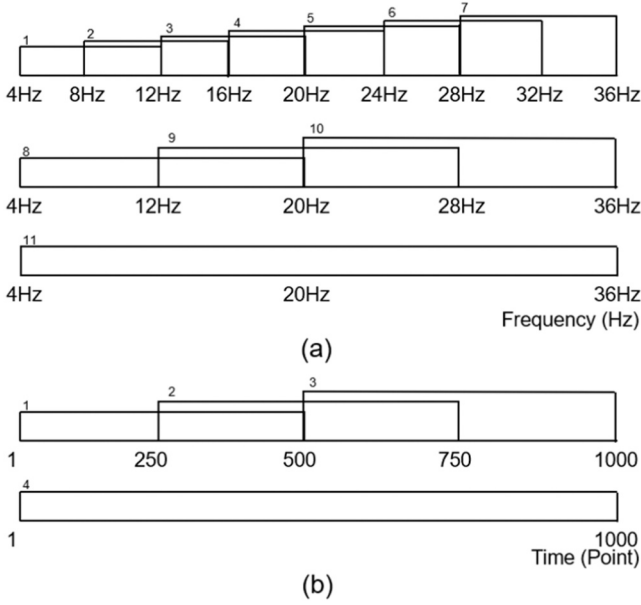 1 2 3 4 5 6 7
4Hz 8Hz 12Hz 16Hz 20Hz 24Hz 28Hz 32Hz 36Hz
8 9 10
4Hz 12Hz 20Hz 28Hz 36Hz
11
4Hz 20Hz 36Hz
Frequency (Hz)
(a)
1 2 3
1 250 500 750 1000
4
1 1000
Time (Point)
(b)